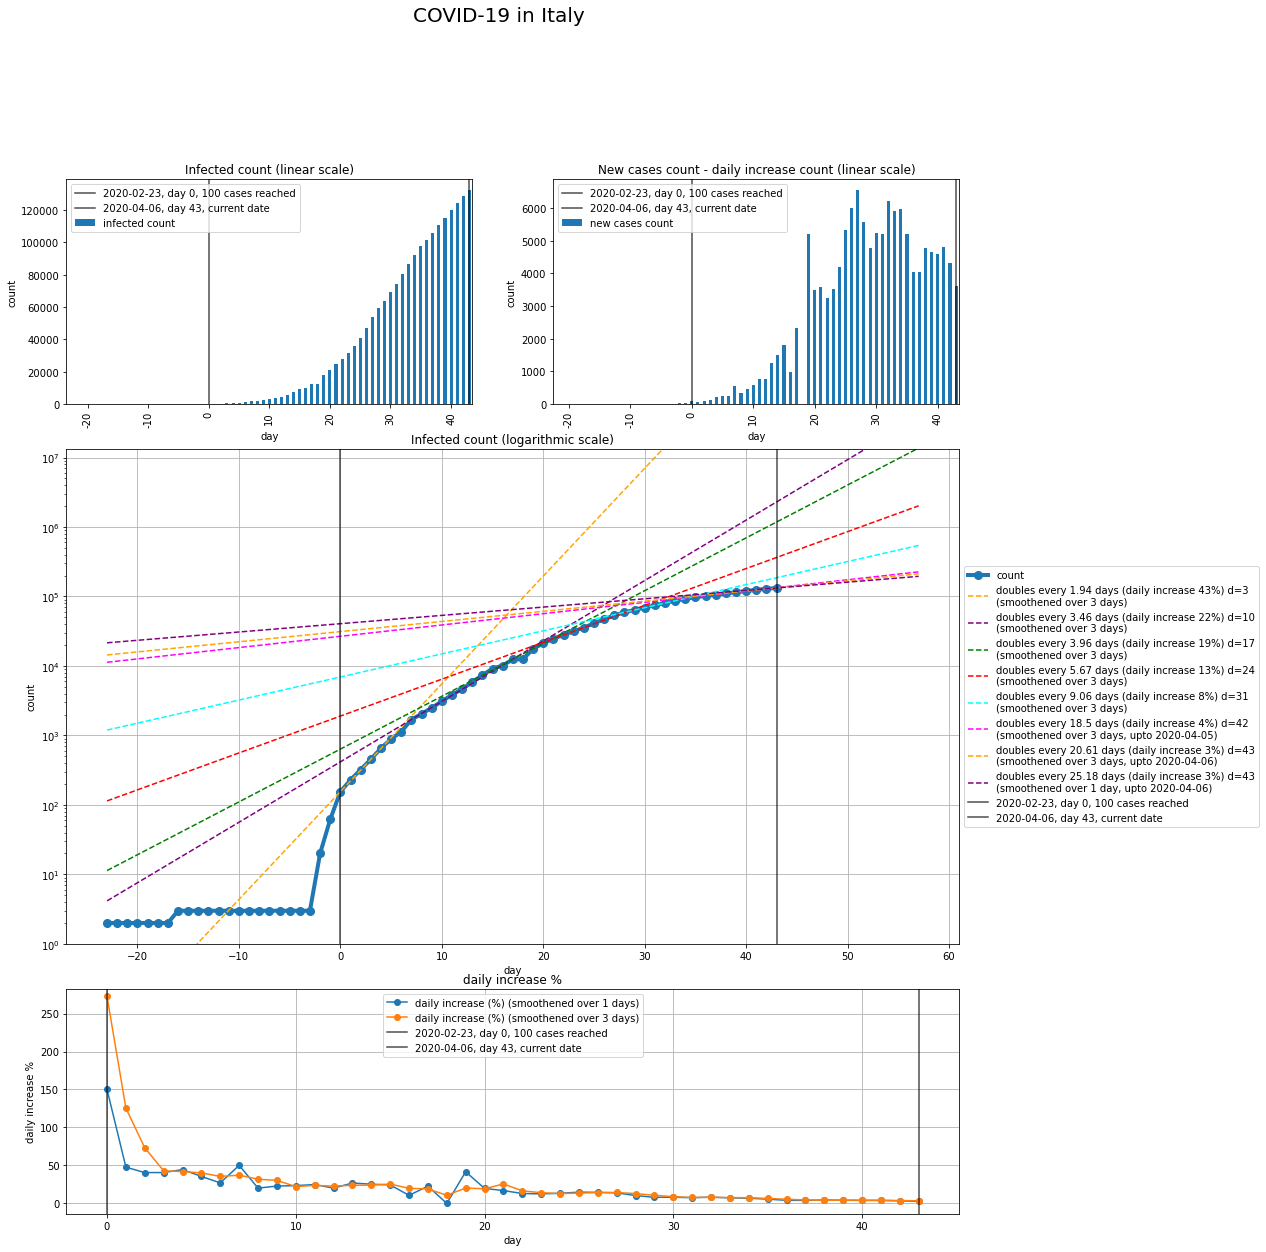 COVID-19 in Italy
Infected count (linear scale)
2020-02-23, day 0, 100 cases reached
2020-04-06, day 43, current date
infected count
count
120000
100000
80000
60000
40000
20000
0
-20
-10
0
10
20
30
40
day
New cases count - daily increase count (linear scale)
2020-02-23, day 0, 100 cases reached
2020-04-06, day 43, current date
new cases count
count
6000
5000
4000
3000
2000
1000
0
-20
-10
0
10
20
30
40
day
Infected count (logarithmic scale)
count
10⁷
10⁶
10⁵
10⁴
10³
10²
10¹
10⁰
−20
−10
0
10
20
30
40
50
60
day
count
doubles every 1.94 days (daily increase 43%) d=3
(smoothened over 3 days)
doubles every 3.46 days (daily increase 22%) d=10
(smoothened over 3 days)
doubles every 3.96 days (daily increase 19%) d=17
(smoothened over 3 days)
doubles every 5.67 days (daily increase 13%) d=24
(smoothened over 3 days)
doubles every 9.06 days (daily increase 8%) d=31
(smoothened over 3 days)
doubles every 18.5 days (daily increase 4%) d=42
(smoothened over 3 days, upto 2020-04-05)
doubles every 20.61 days (daily increase 3%) d=43
(smoothened over 3 days, upto 2020-04-06)
doubles every 25.18 days (daily increase 3%) d=43
(smoothened over 1 day, upto 2020-04-06)
2020-02-23, day 0, 100 cases reached
2020-04-06, day 43, current date
daily increase %
daily increase (%) (smoothened over 1 days)
daily increase (%) (smoothened over 3 days)
2020-02-23, day 0, 100 cases reached
2020-04-06, day 43, current date
daily increase %
250
200
150
100
50
0
0
10
20
30
40
day